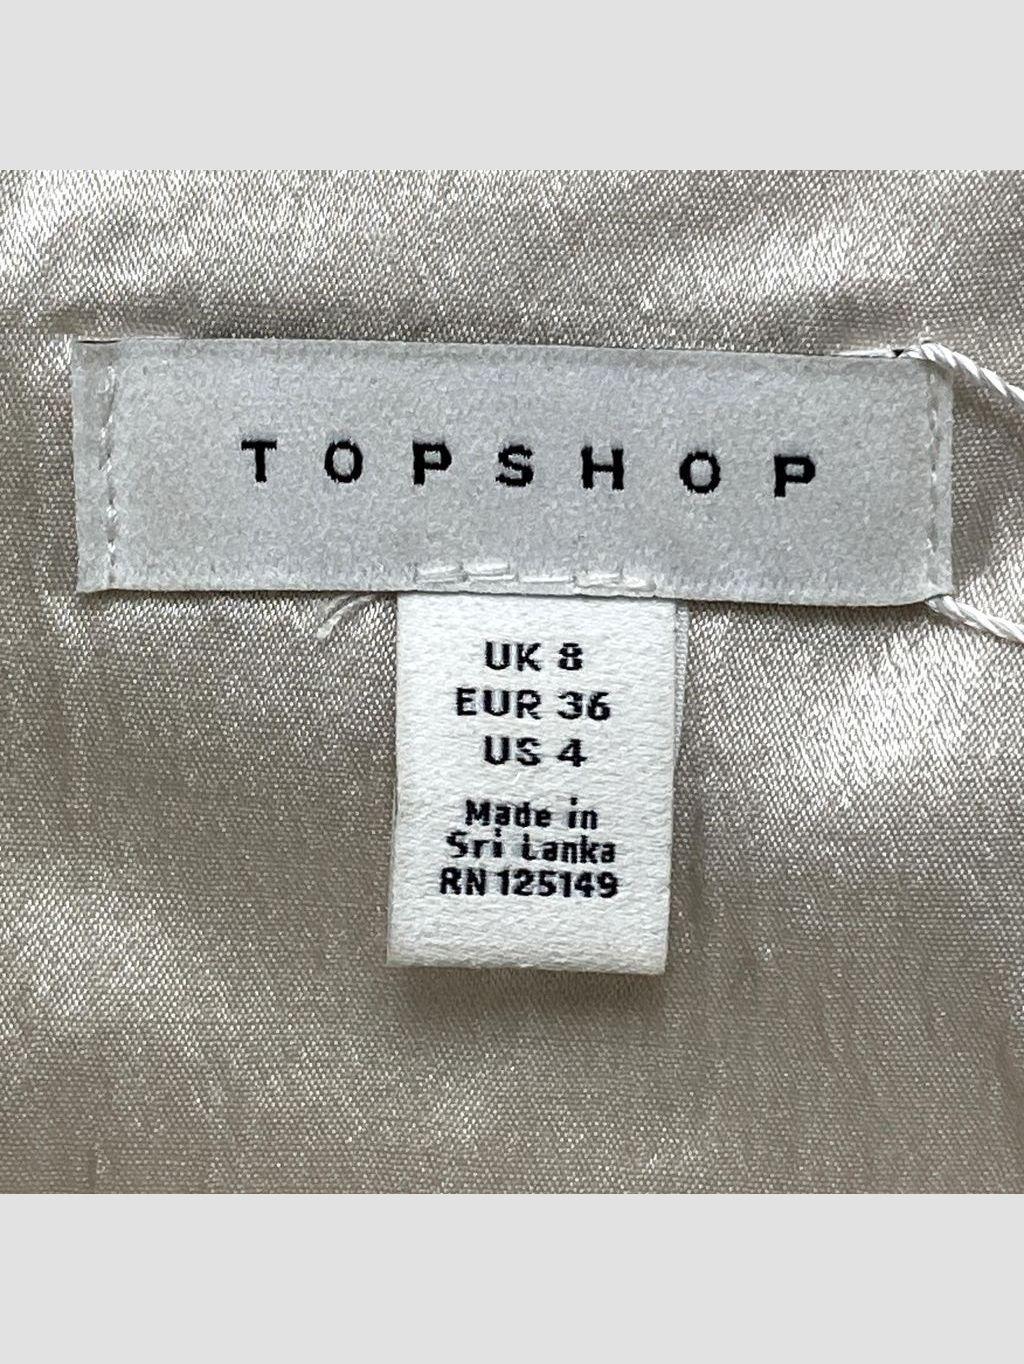 TOPSHOP
UK 8
EUR 36
US 4
Made in
Sri Lanka
RN 125149